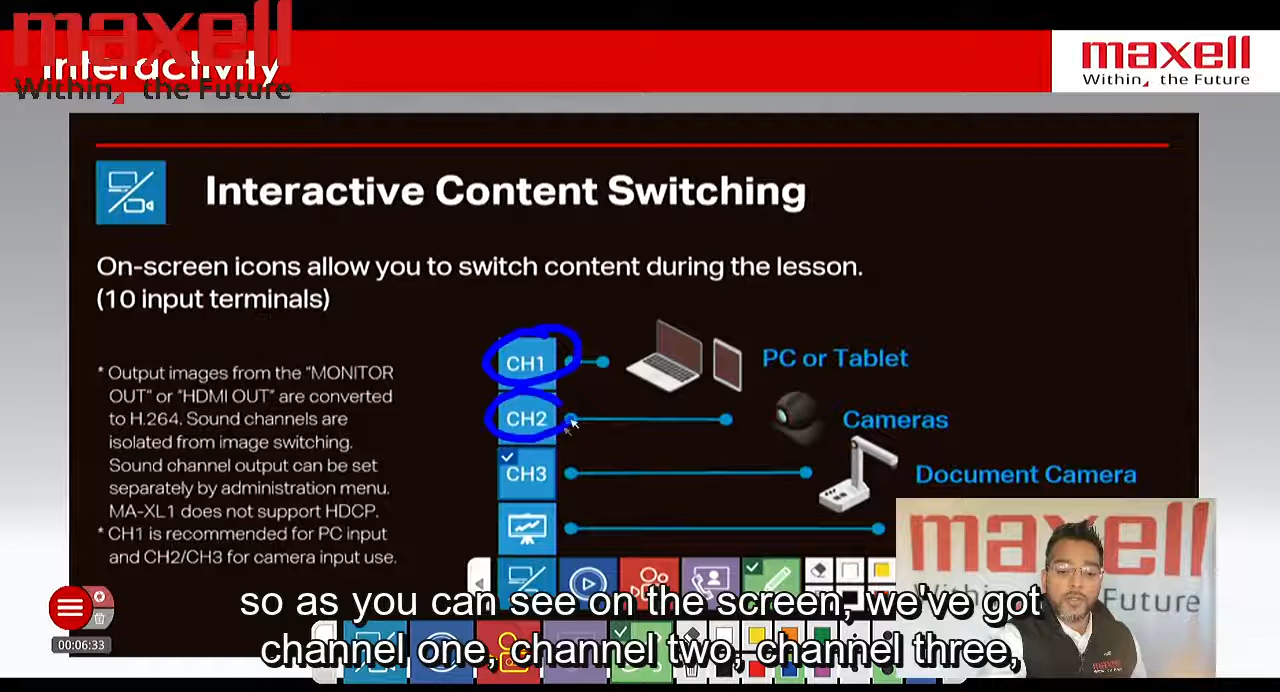 maxell
Within, the Future
Interactivity
maxell
Within, the Future
Interactive Content Switching
On-screen icons allow you to switch content during the lesson.
(10 input terminals)
* Output images from the "MONITOR
OUT" or "HDMI OUT" are converted
to H.264. Sound channels are
isolated from image switching.
Sound channel output can be set
separately by administration menu.
MA-XL1 does not support HDCP.
* CH1 is recommended for PC input
and CH2/CH3 for camera input use.
CH1
PC or Tablet
CH2
Cameras
CH3
Document Camera
maxell
Future
maxell
00:06:33
so as you can see on the screen, we've got
channel one, channel two, channel three,